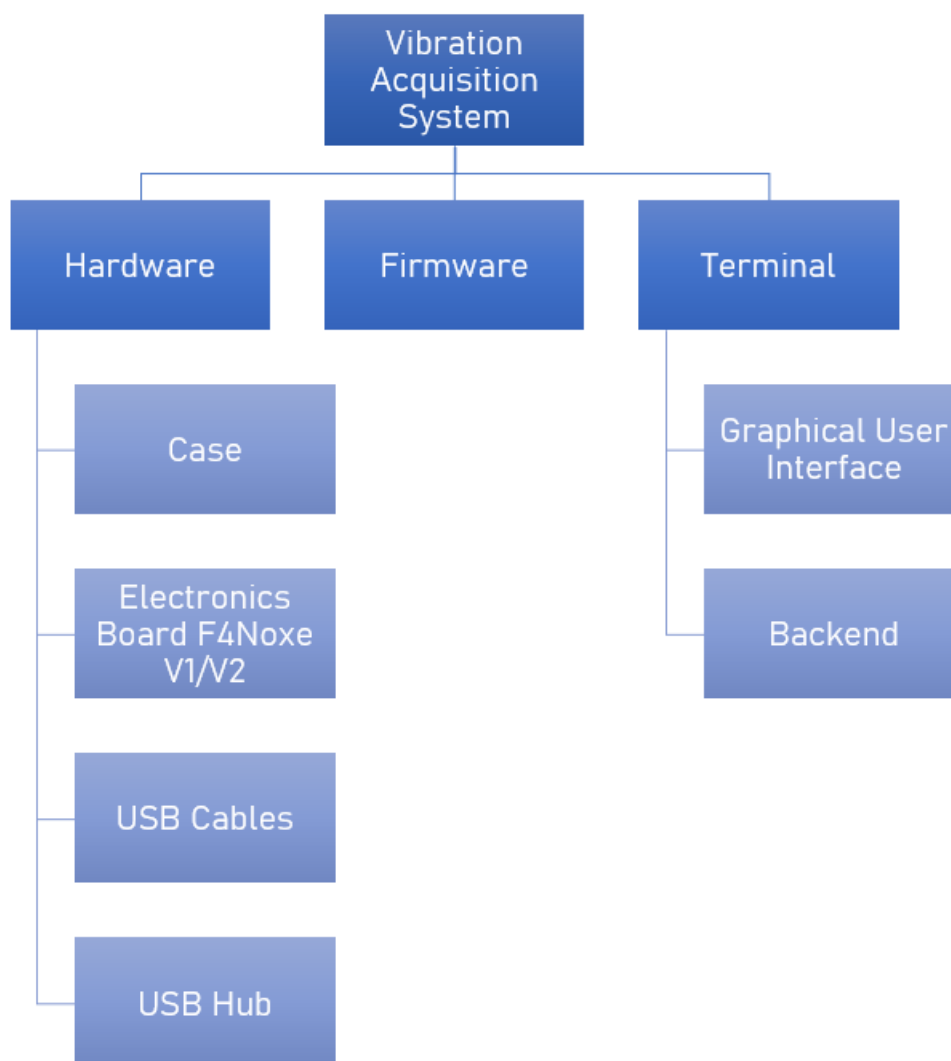 Vibration
Acquisition
System
Hardware
Firmware
Terminal
Case
Electronics
Board F4Noxe
V1/V2
USB Cables
USB Hub
Graphical User
Interface
Backend